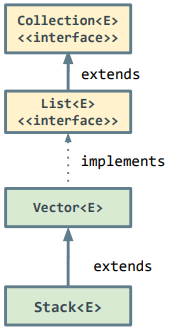 Collection<E>
<<interface>>
extends
List<E>
<<interface>>
implements
Vector<E>
extends
Stack<E>